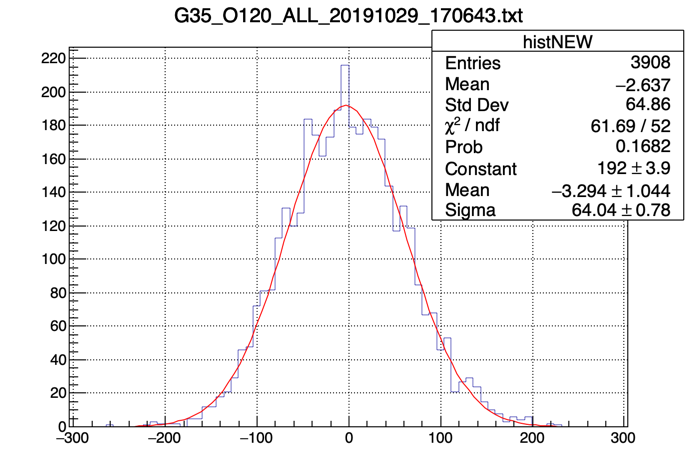 G35_O120_ALL_20191029_170643.txt
histNEW
Entries 3908
Mean −2.637
Std Dev 64.86
χ² / ndf 61.69 / 52
Prob 0.1682
Constant 192 ± 3.9
Mean −3.294 ± 1.044
Sigma 64.04 ± 0.78
220
200
180
160
140
120
100
80
60
40
20
0
−300 −200 −100 0 100 200 300